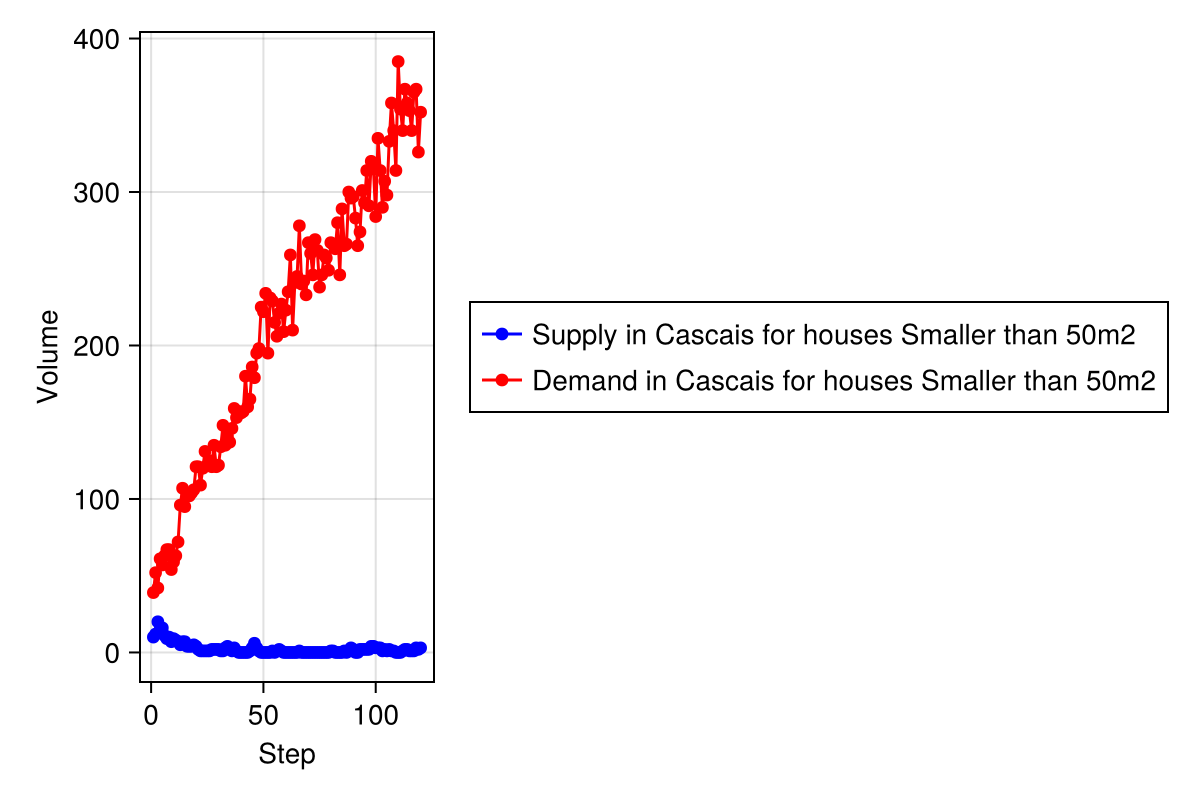 400
300
200
100
0
Volume
0 50 100
Step
Supply in Cascais for houses Smaller than 50m2
Demand in Cascais for houses Smaller than 50m2